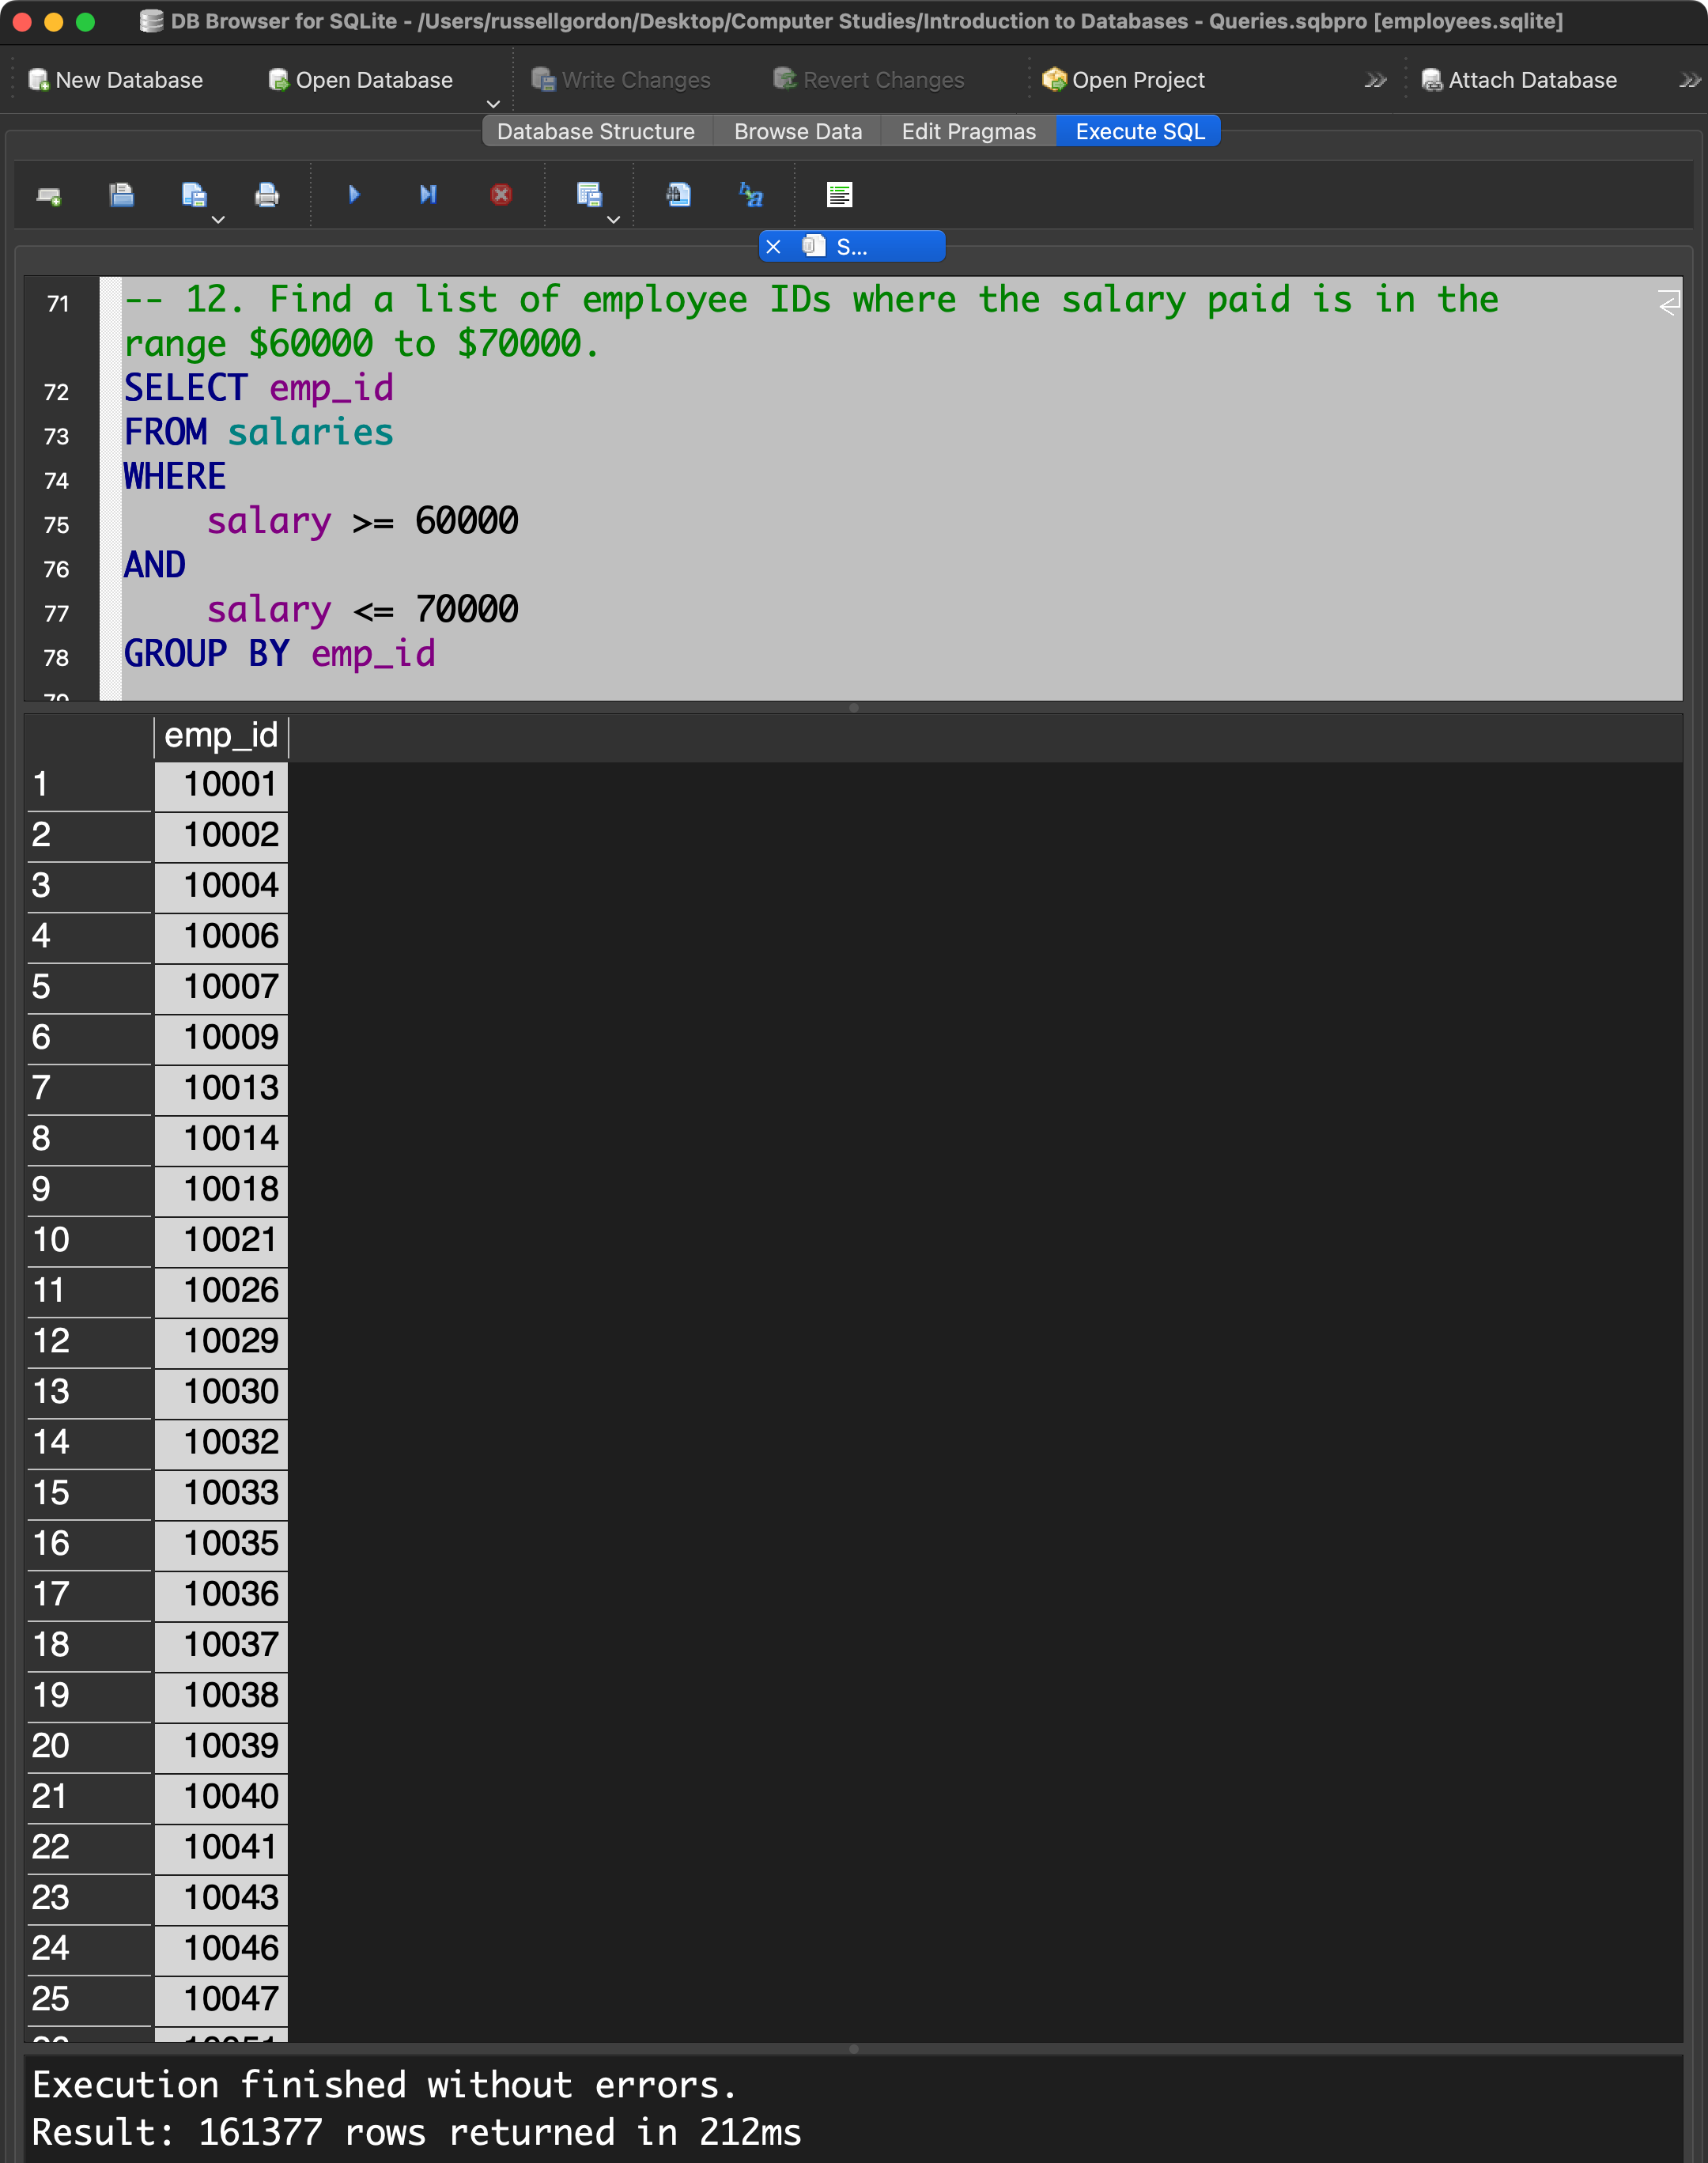 DB Browser for SQLite - /Users/russellgordon/Desktop/Computer Studies/Introduction to Databases - Queries.sqbpro [employees.sqlite]
New Database Open Database Write Changes Revert Changes Open Project Attach Database
Database Structure Browse Data Edit Pragmas Execute SQL
S...
71 -- 12. Find a list of employee IDs where the salary paid is in the
range $60000 to $70000.
72 SELECT emp_id
73 FROM salaries
74 WHERE
75 salary >= 60000
76 AND
77 salary <= 70000
78 GROUP BY emp_id
79
emp_id
1 10001
2 10002
3 10004
4 10006
5 10007
6 10009
7 10013
8 10014
9 10018
10 10021
11 10026
12 10029
13 10030
14 10032
15 10033
16 10035
17 10036
18 10037
19 10038
20 10039
21 10040
22 10041
23 10043
24 10046
25 10047
Execution finished without errors.
Result: 161377 rows returned in 212ms